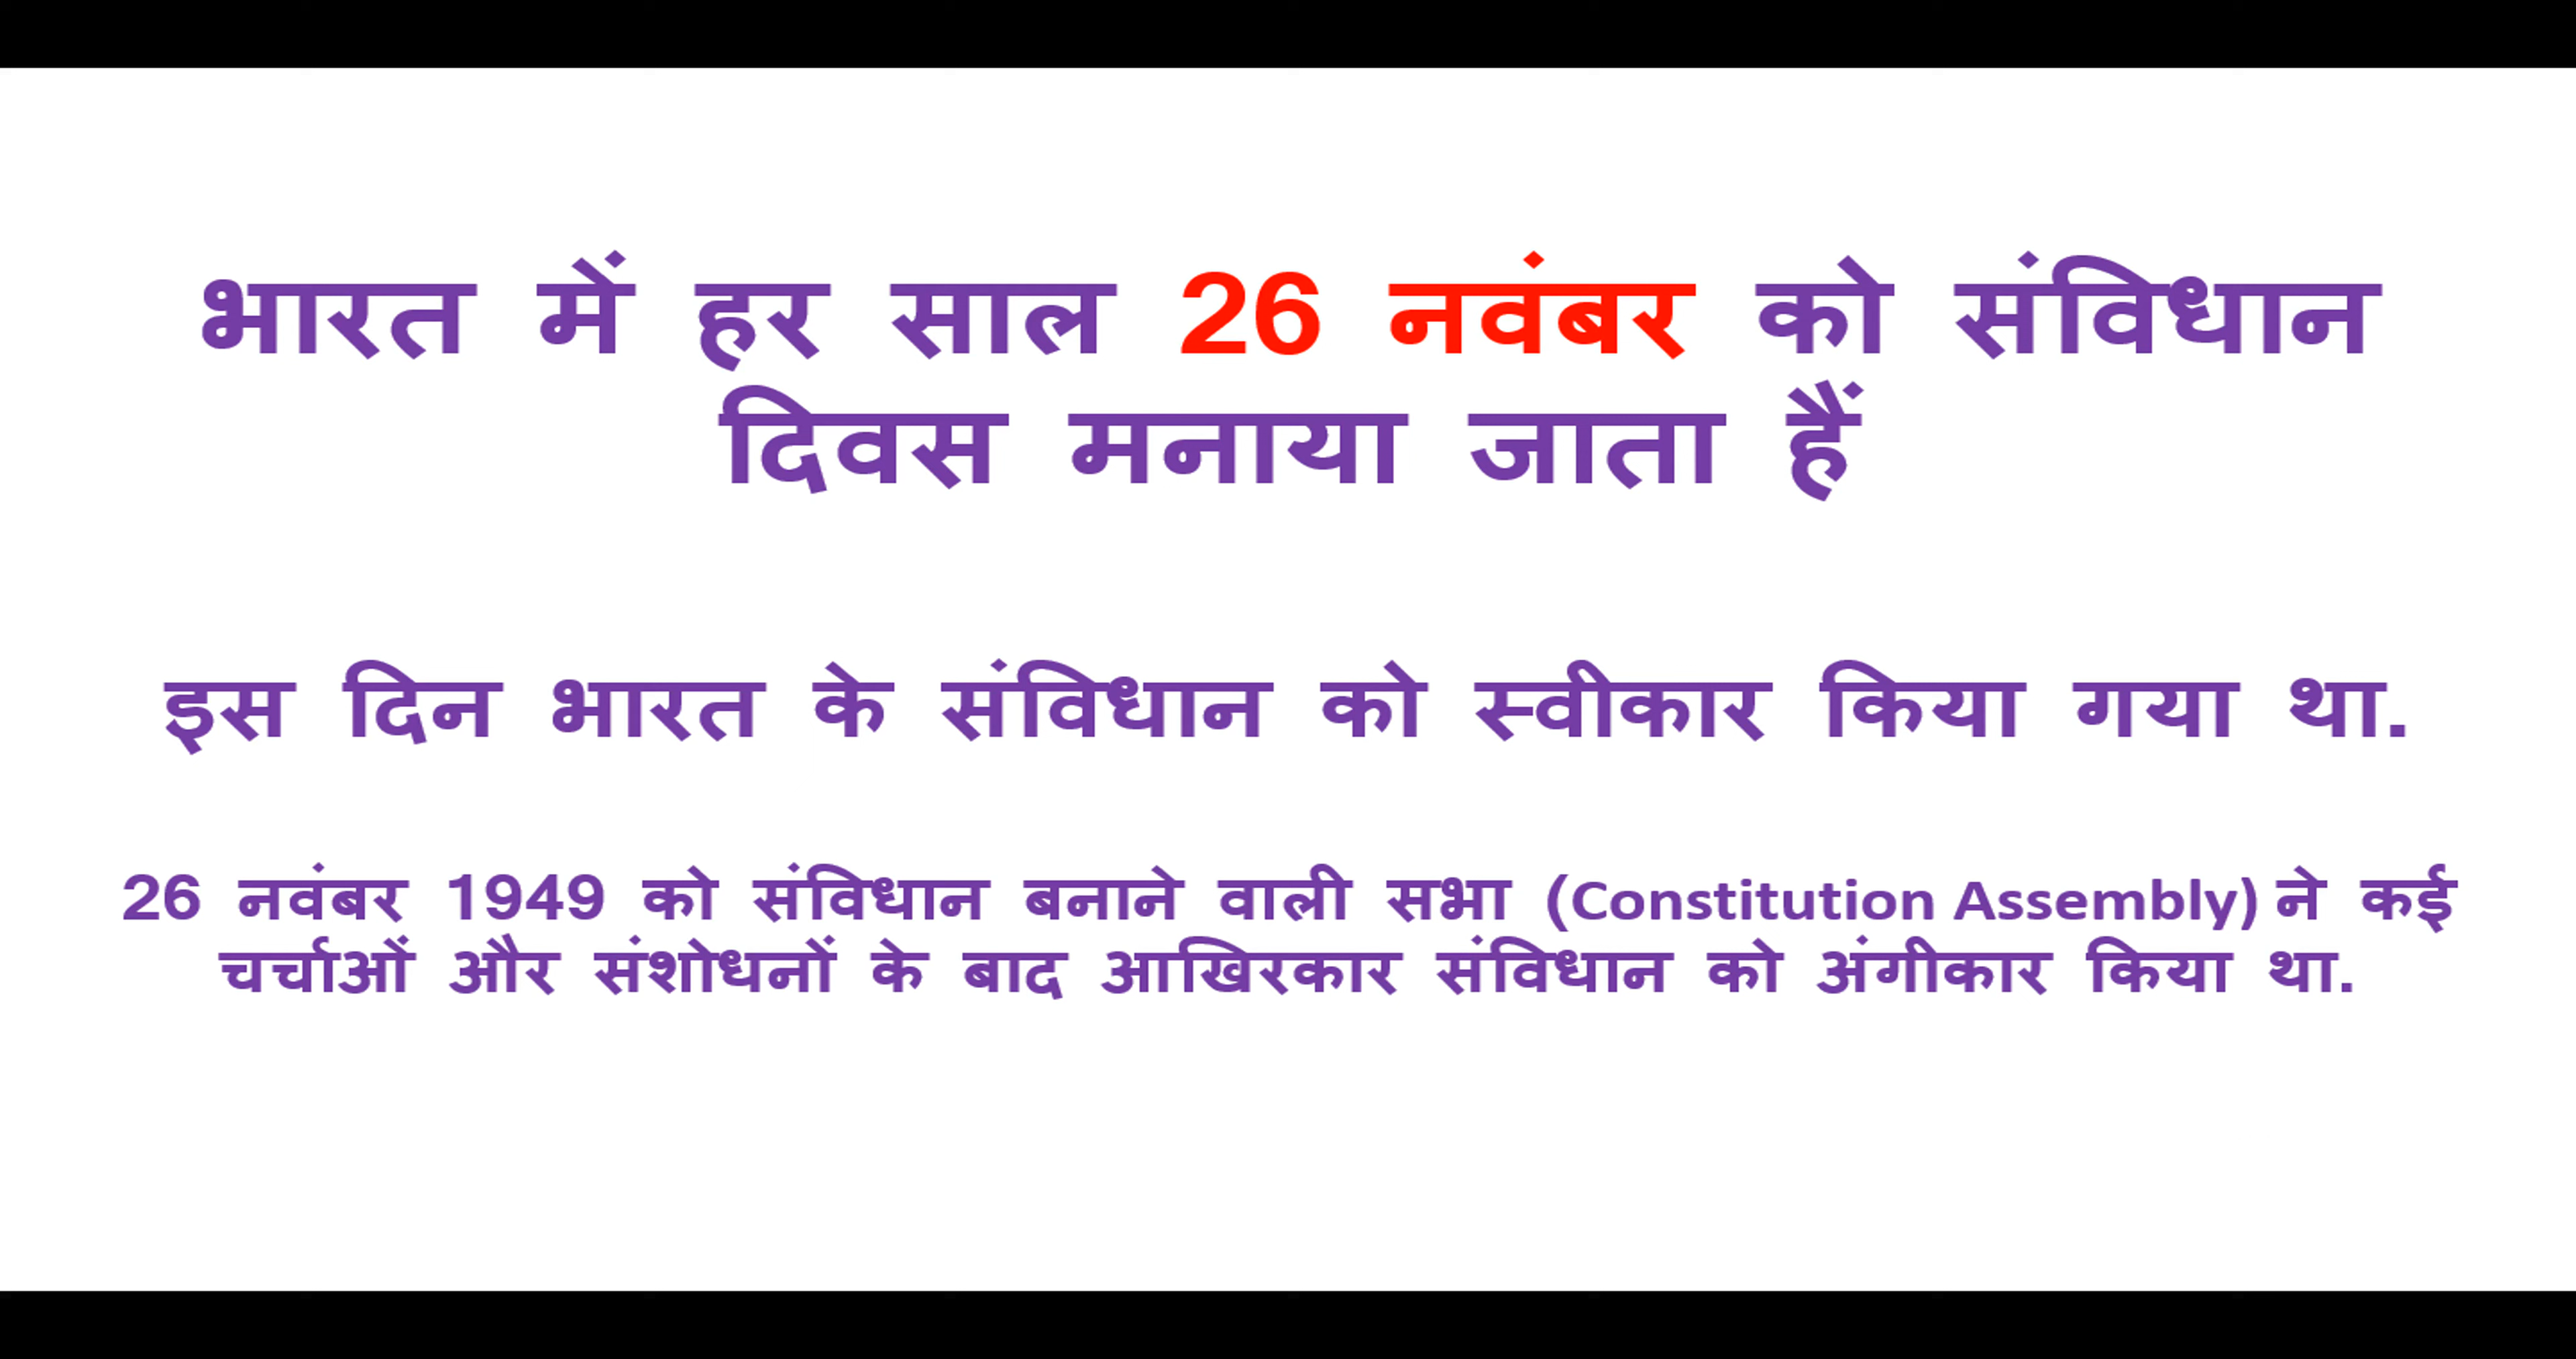 भारत में हर साल 26 नवंबर को संविधान
दिवस मनाया जाता हैं
इस दिन भारत के संविधान को स्वीकार किया गया था.
26 नवंबर 1949 को संविधान बनाने वाली सभा (Constitution Assembly) ने कई
चर्चाओं और संशोधनों के बाद आखिरकार संविधान को अंगीकार किया था.